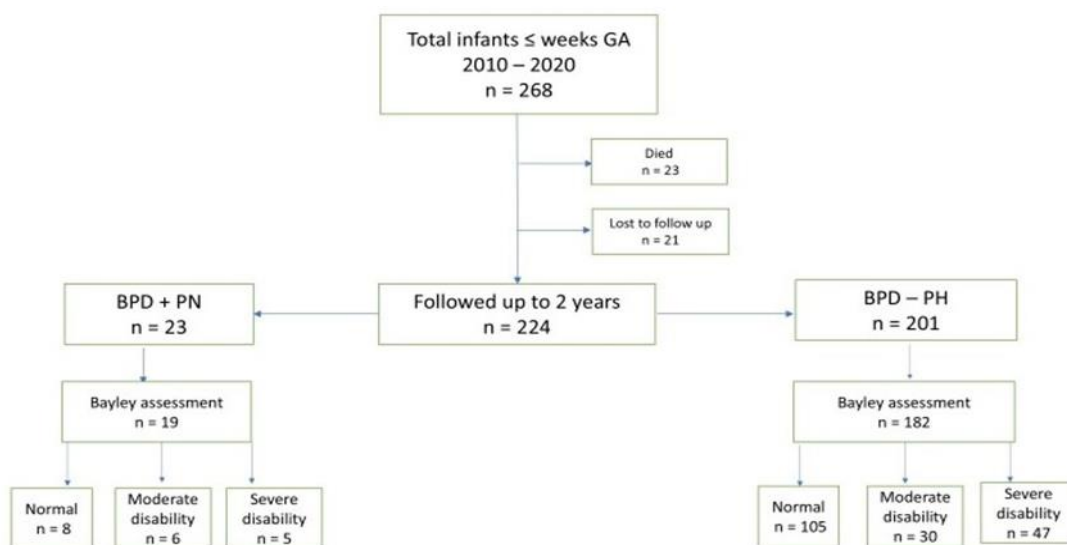 Total infants ≤ weeks GA
2010 – 2020
n = 268
Died
n = 23
Lost to follow up
n = 21
BPD + PN
n = 23
Followed up to 2 years
n = 224
BPD – PH
n = 201
Bayley assessment
n = 19
Bayley assessment
n = 182
Normal
n = 8
Moderate
disability
n = 6
Severe
disability
n = 5
Normal
n = 105
Moderate
disability
n = 30
Severe
disability
n = 47